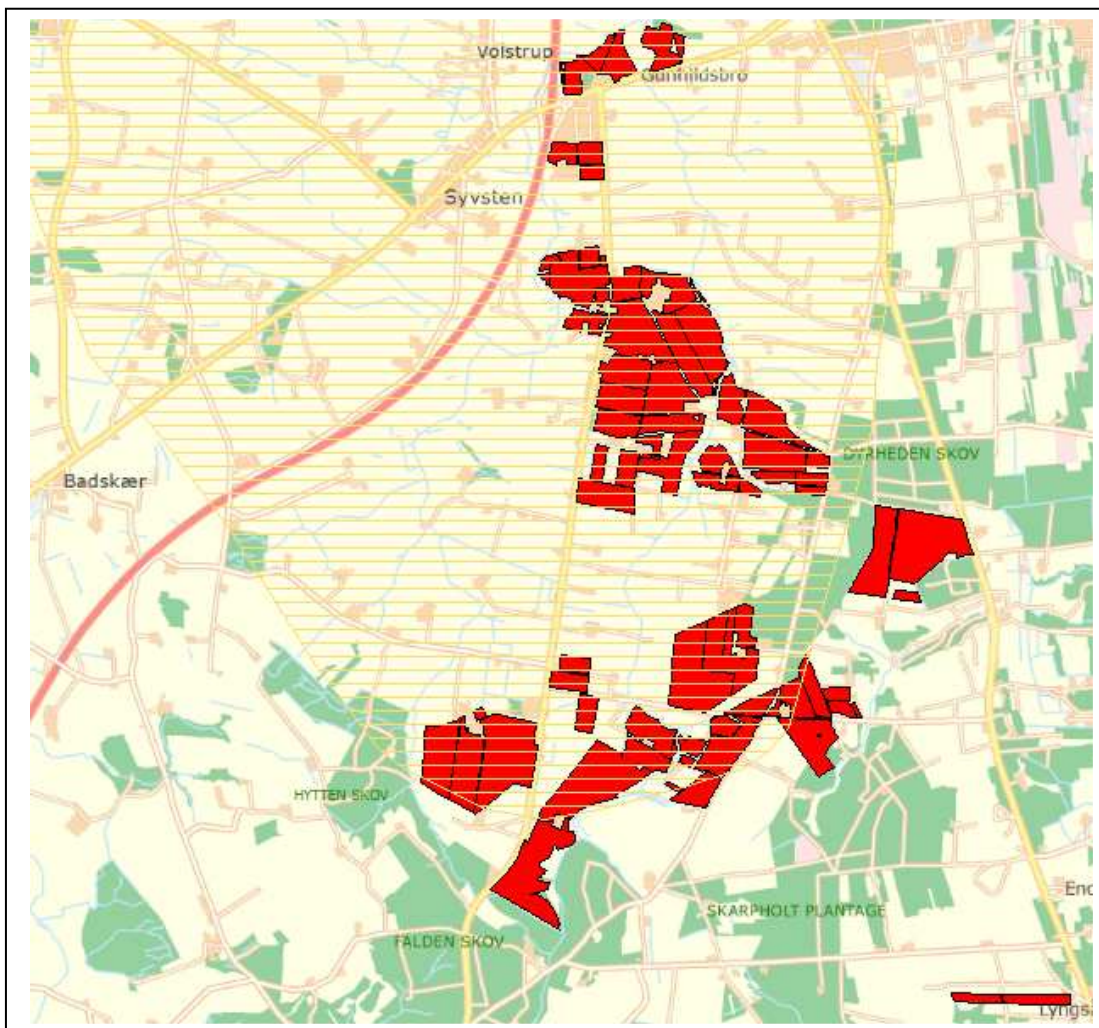 Volstrup
Gunnildsbro
Syvsten
DYRHEDEN SKOV
Badskær
HYTTEN SKOV
SKARPHOLT PLANTAGE
FALDEN SKOV